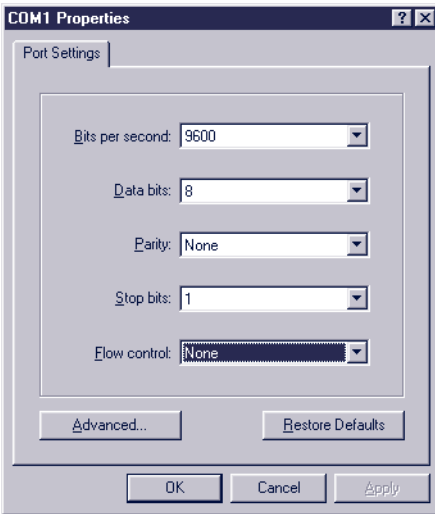 COM1 Properties
Port Settings
Bits per second: 9600
Data bits: 8
Parity: None
Stop bits: 1
Flow control: None
Advanced... Restore Defaults
OK Cancel Apply